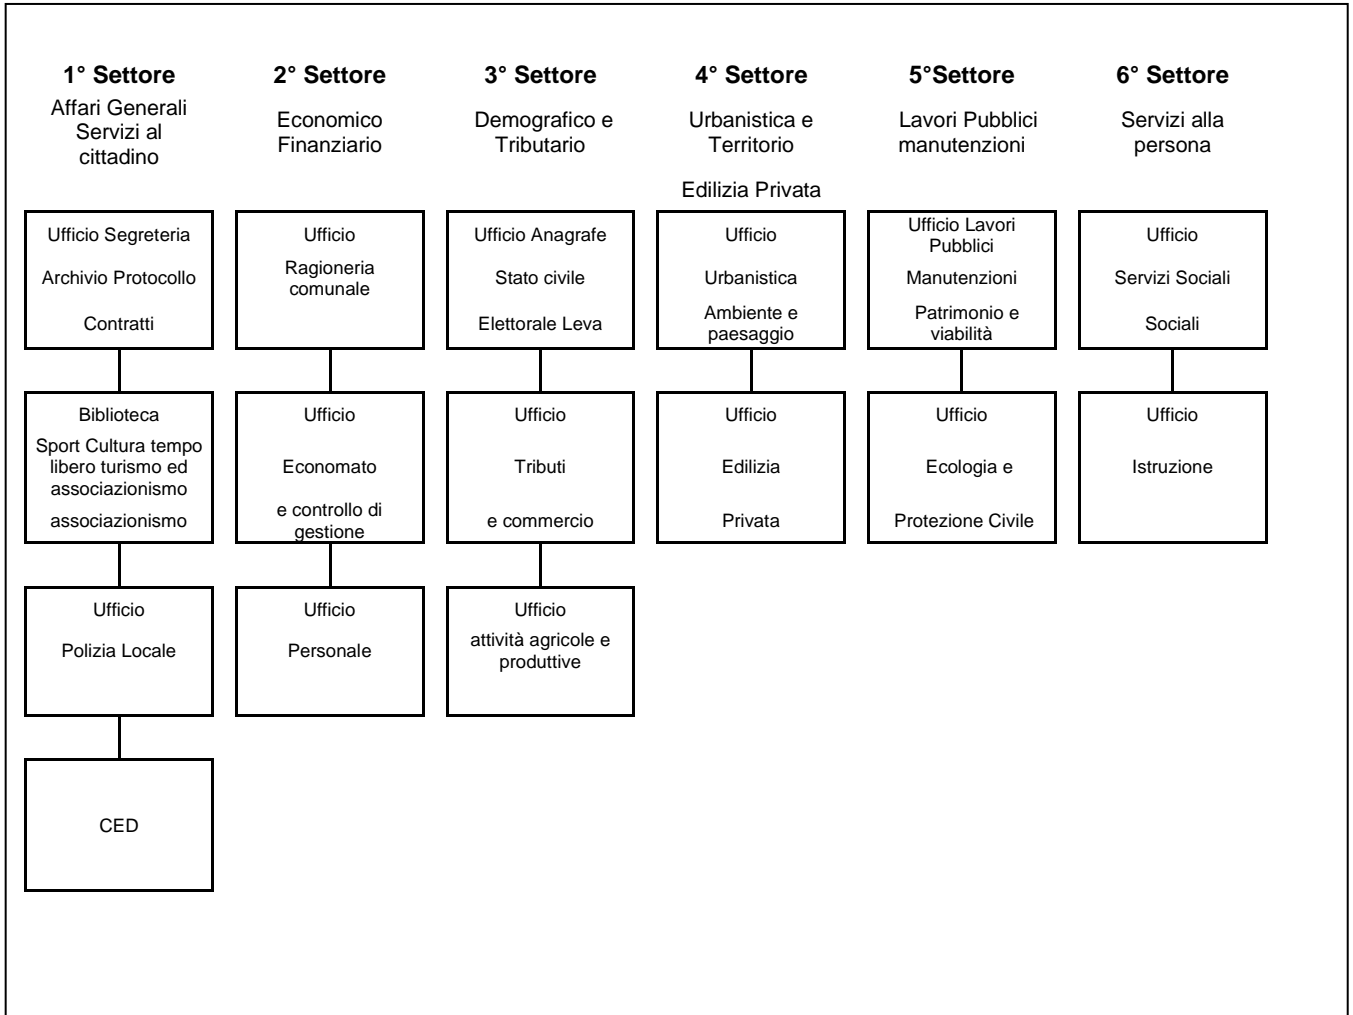 1° Settore
Affari Generali
Servizi al
cittadino
2° Settore
Economico
Finanziario
3° Settore
Demografico e
Tributario
4° Settore
Urbanistica e
Territorio
Edilizia Privata
5°Settore
Lavori Pubblici
manutenzioni
6° Settore
Servizi alla
persona
Ufficio Segreteria
Archivio Protocollo
Contratti
Ufficio
Ragioneria
comunale
Ufficio Anagrafe
Stato civile
Elettorale Leva
Ufficio
Urbanistica
Ambiente e
paesaggio
Ufficio Lavori
Pubblici
Manutenzioni
Patrimonio e
viabilità
Ufficio
Servizi Sociali
Sociali
Biblioteca
Sport Cultura tempo
libero turismo ed
associazionismo
associazionismo
Ufficio
Economato
e controllo di
gestione
Ufficio
Tributi
e commercio
Ufficio
Edilizia
Privata
Ufficio
Ecologia e
Protezione Civile
Ufficio
Istruzione
Ufficio
Polizia Locale
Ufficio
Personale
Ufficio
attività agricole e
produttive
CED